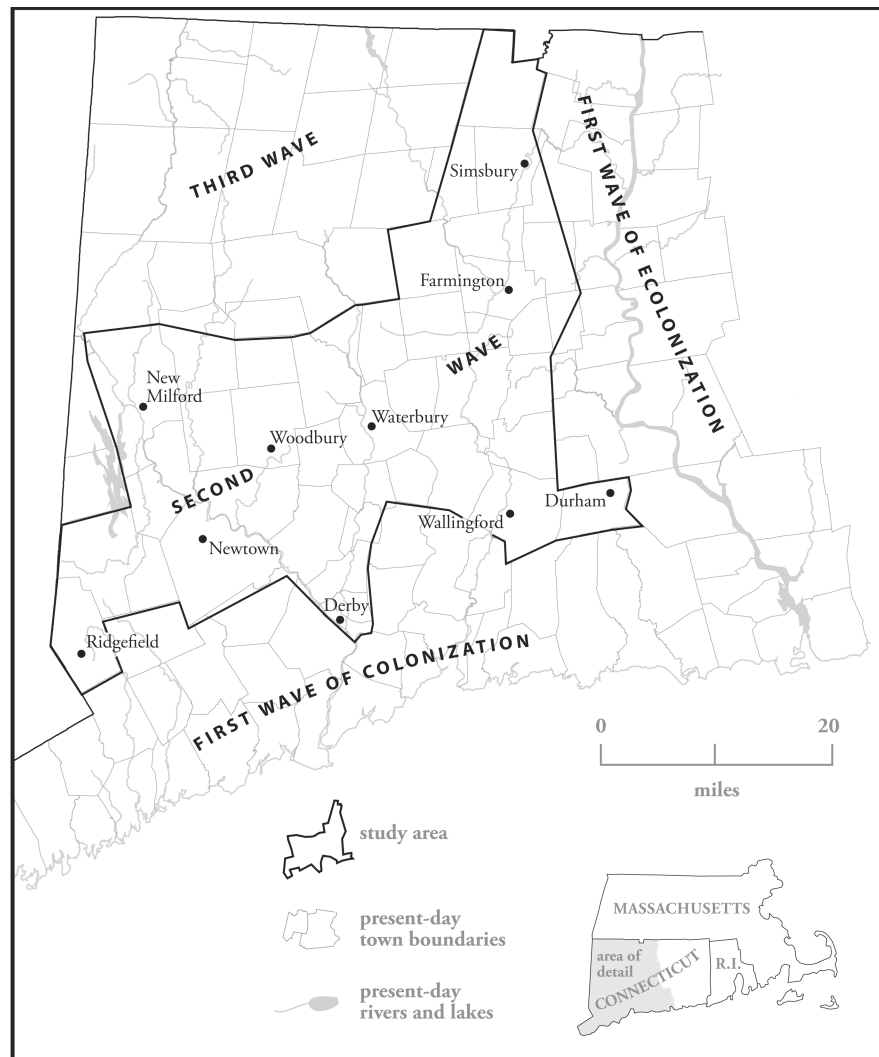 THIRD WAVE
FIRST WAVE OF ECOLONIZATION
Simsbury
Farmington
WAVE
New
Milford
Waterbury
Woodbury
SECOND
Durham
Wallingford
Newtown
Derby
Ridgefield
FIRST WAVE OF COLONIZATION
0 20
miles
study area
present-day
town boundaries
present-day
rivers and lakes
MASSACHUSETTS
area of
detail
CONNECTICUT
R.I.